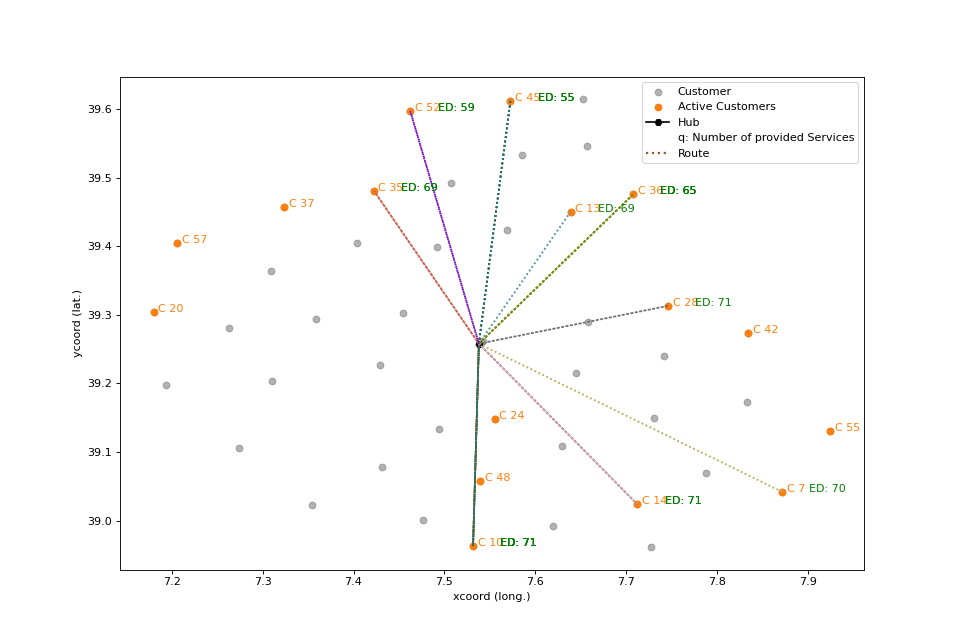 Customer
Active Customers
Hub
q: Number of provided Services
Route
C 52 ED: 59
C 45 ED: 55
C 35 ED: 69
C 36 ED: 65
C 37
C 13 ED: 69
C 57
C 20
C 28 ED: 71
C 42
C 24
C 55
C 48
C 7 ED: 70
C 14 ED: 71
C 10 ED: 71
39.6
39.5
39.4
39.3
39.2
39.1
39.0
ycoord (lat.)
7.2 7.3 7.4 7.5 7.6 7.7 7.8 7.9
xcoord (long.)